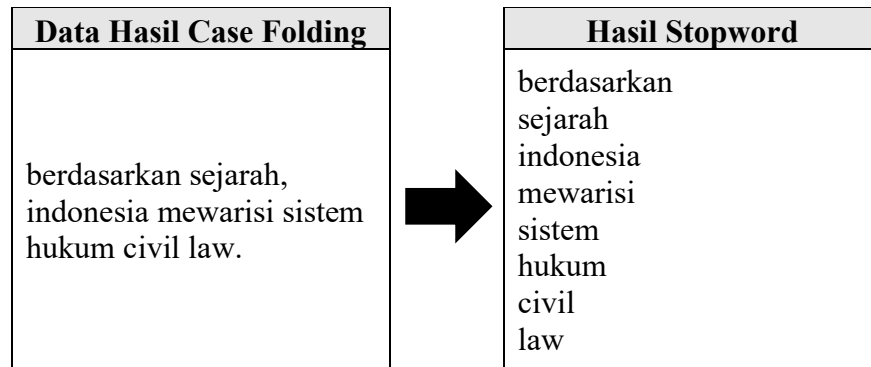 Data Hasil Case Folding
berdasarkan sejarah,
indonesia mewarisi sistem
hukum civil law.
Hasil Stopword
berdasarkan
sejarah
indonesia
mewarisi
sistem
hukum
civil
law